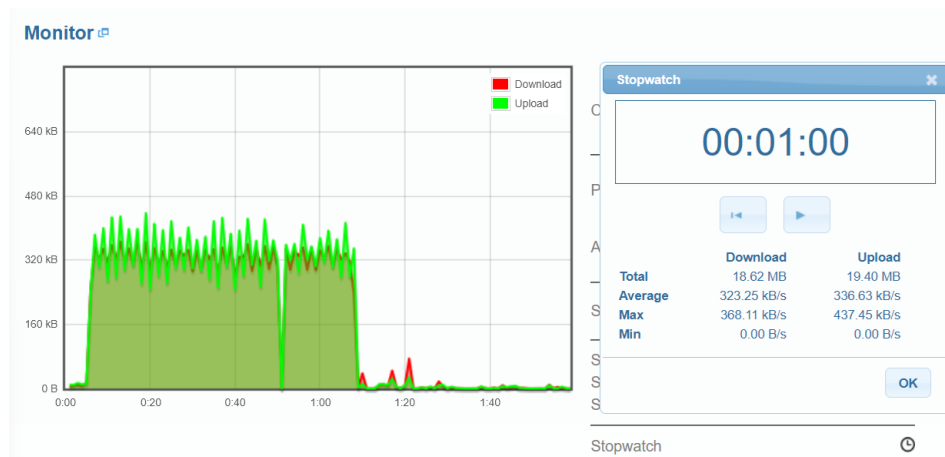 Monitor
Download
Upload
640 kB
480 kB
320 kB
160 kB
0 B
0:00 0:20 0:40 1:00 1:20 1:40
C
P
A
S
S
S
S
Stopwatch
00:01:00
Download Upload
Total 18.62 MB 19.40 MB
Average 323.25 kB/s 336.63 kB/s
Max 368.11 kB/s 437.45 kB/s
Min 0.00 B/s 0.00 B/s
OK
Stopwatch